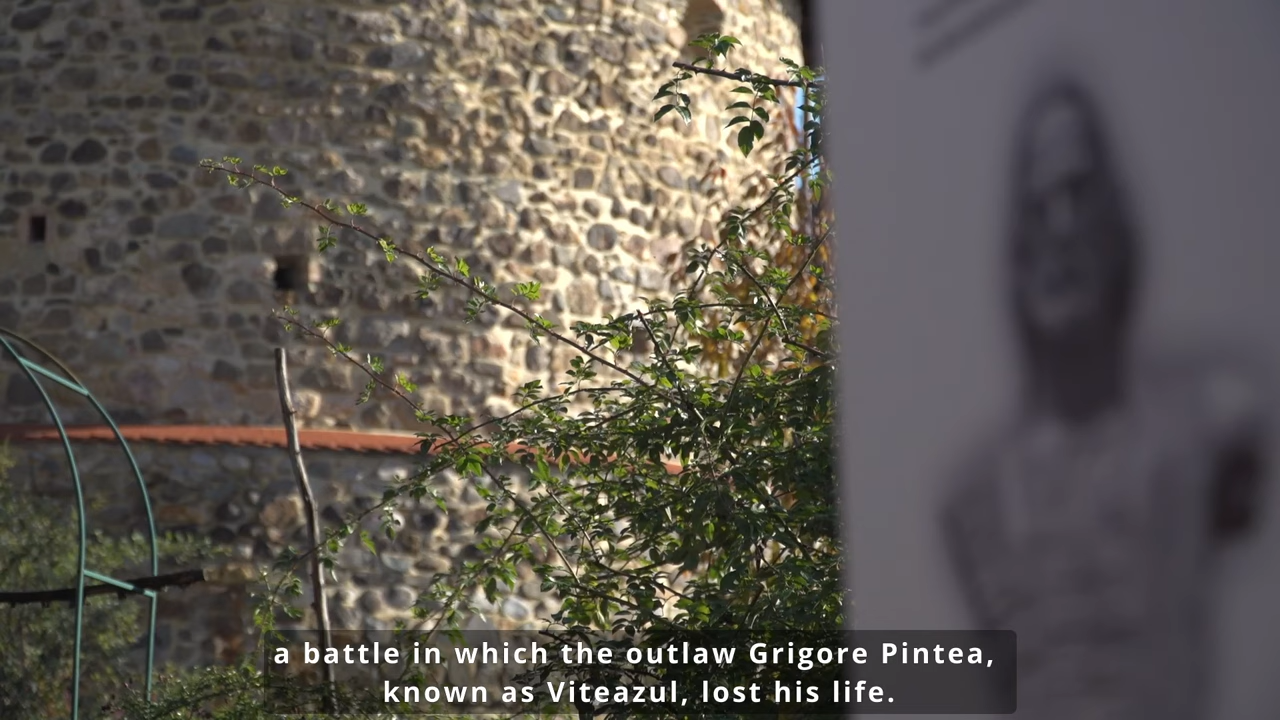 a battle in which the outlaw Grigore Pintea,
known as Viteazul, lost his life.